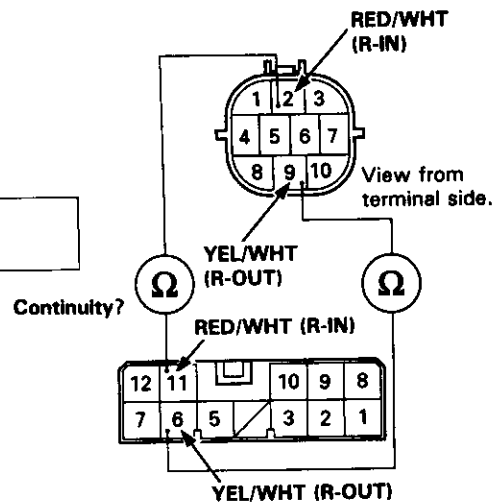 RED/WHT
(R-IN)
1 2 3
4 5 6 7
8 9 10
View from
terminal side.
YEL/WHT
(R-OUT)
Ω Ω
Continuity?
RED/WHT (R-IN)
12 11 10 9 8
7 6 5 3 2 1
YEL/WHT (R-OUT)